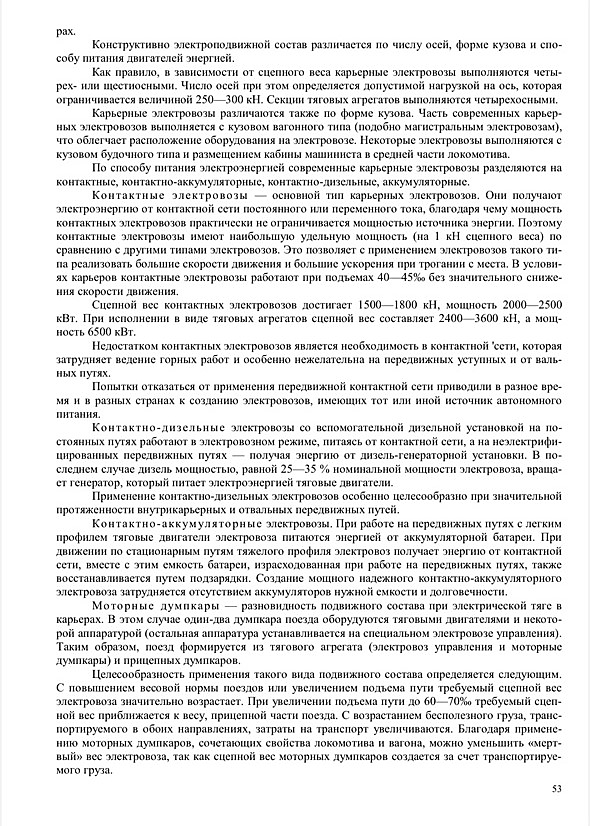 рах.
Конструктивно электроподвижной состав различается по числу осей, форме кузова и спо-
собу питания двигателей энергией.
Как правило, в зависимости от сцепного веса карьерные электровозы выполняются четы-
рех- или щестиосными. Число осей при этом определяется допустимой нагрузкой на ось, которая
ограничивается величиной 250—300 кН. Секции тяговых агрегатов выполняются четырехосными.
Карьерные электровозы различаются также по форме кузова. Часть современных карьер-
ных электровозов выполняется с кузовом вагонного типа (подобно магистральным электровозам),
что облегчает расположение оборудования на электровозе. Некоторые электровозы выполняются с
кузовом будочного типа и размещением кабины машиниста в средней части локомотива.
По способу питания электроэнергией современные карьерные электровозы разделяются на
контактные, контактно-аккумуляторные, контактно-дизельные, аккумуляторные.
Контактные электровозы — основной тип карьерных электровозов. Они получают
электроэнергию от контактной сети постоянного или переменного тока, благодаря чему мощность
контактных электровозов практически не ограничивается мощностью источника энергии. Поэтому
контактные электровозы имеют наибольшую удельную мощность (на 1 кН сцепного веса) по
сравнению с другими типами электровозов. Это позволяет с применением электровозов такого ти-
па реализовать большие скорости движения и большие ускорения при трогании с места. В услови-
ях карьеров контактные электровозы работают при подъемах 40—45‰ без значительного сниже-
ния скорости движения.
Сцепной вес контактных электровозов достигает 1500—1800 кН, мощность 2000—2500
кВт. При исполнении в виде тяговых агрегатов сцепной вес составляет 2400—3600 кН, а мощ-
ность 6500 кВт.
Недостатком контактных электровозов является необходимость в контактной 'сети, которая
затрудняет ведение горных работ и особенно нежелательна на передвижных уступных и от валь-
ных путях.
Попытки отказаться от применения передвижной контактной сети приводили в разное вре-
мя и в разных странах к созданию электровозов, имеющих тот или иной источник автономного
питания.
Контактно-дизельные электровозы со вспомогательной дизельной установкой на по-
стоянных путях работают в электровозном режиме, питаясь от контактной сети, а на неэлектрифи-
цированных передвижных путях — получая энергию от дизель-генераторной установки. В по-
следнем случае дизель мощностью, равной 25—35 % номинальной мощности электровоза, враща-
ет генератор, который питает электроэнергией тяговые двигатели.
Применение контактно-дизельных электровозов особенно целесообразно при значительной
протяженности внутрикарьерных и отвальных передвижных путей.
Контактно-аккумуляторные электровозы. При работе на передвижных путях с легким
профилем тяговые двигатели электровоза питаются энергией от аккумуляторной батареи. При
движении по стационарным путям тяжелого профиля электровоз получает энергию от контактной
сети, вместе с этим емкость батареи, израсходованная при работе на передвижных путях, также
восстанавливается путем подзарядки. Создание мощного надежного контактно-аккумуляторного
электровоза затрудняется отсутствием аккумуляторов нужной емкости и долговечности.
Моторные думпкары — разновидность подвижного состава при электрической тяге в
карьерах. В этом случае один-два думпкара поезда оборудуются тяговыми двигателями и некото-
рой аппаратурой (остальная аппаратура устанавливается на специальном электровозе управления).
Таким образом, поезд формируется из тягового агрегата (электровоз управления и моторные
думпкары) и прицепных думпкаров.
Целесообразность применения такого вида подвижного состава определяется следующим.
С повышением весовой нормы поездов или увеличением подъема пути требуемый сцепной вес
электровоза значительно возрастает. При увеличении подъема пути до 60—70‰ требуемый сцеп-
ной вес приближается к весу, прицепной части поезда. С возрастанием бесполезного груза, транс-
портируемого в обоих направлениях, затраты на транспорт увеличиваются. Благодаря примене-
нию моторных думпкаров, сочетающих свойства локомотива и вагона, можно уменьшить «мерт-
вый» вес электровоза, так как сцепной вес моторных думпкаров создается за счет транспортируе-
мого груза.
53